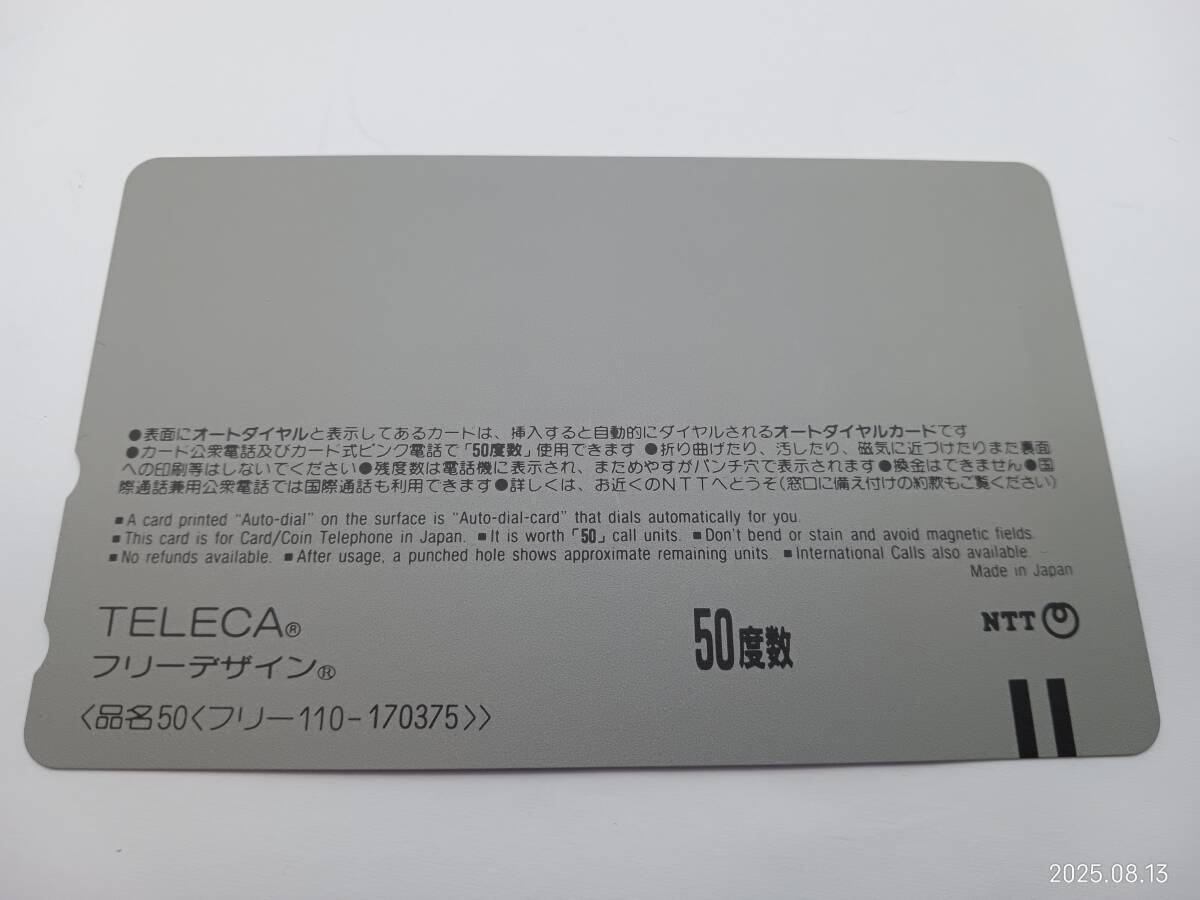 ●表面にオートダイヤルと表示してあるカードは、挿入すると自動的にダイヤルされるオートダイヤルカードです
●カード公衆電話及びカード式ピンク電話で「50度数」使用できます ●折り曲げたり、汚したり、磁気に近づけたりまた裏面
への印刷等はしないでください●残度数は電話機に表示され、まためやすがパンチ穴で表示されます●換金はできません●国
際通話兼用公衆電話では国際通話も利用できます●詳しくは、お近くのNTTへどうぞ(窓口に備え付けの約款もご覧ください)
■A card printed "Auto-dial" on the surface is "Auto-dial-card" that dials automatically for you.
■This card is for Card/Coin Telephone in Japan. ■It is worth「50」call units. ■Don't bend or stain and avoid magnetic fields.
■No refunds available. ■After usage, a punched hole shows approximate remaining units. ■International Calls also available.
Made in Japan
TELECA®
フリーデザイン®
50度数
NTT
〈品名50〈フリー110-170375〉〉
2025.08.13